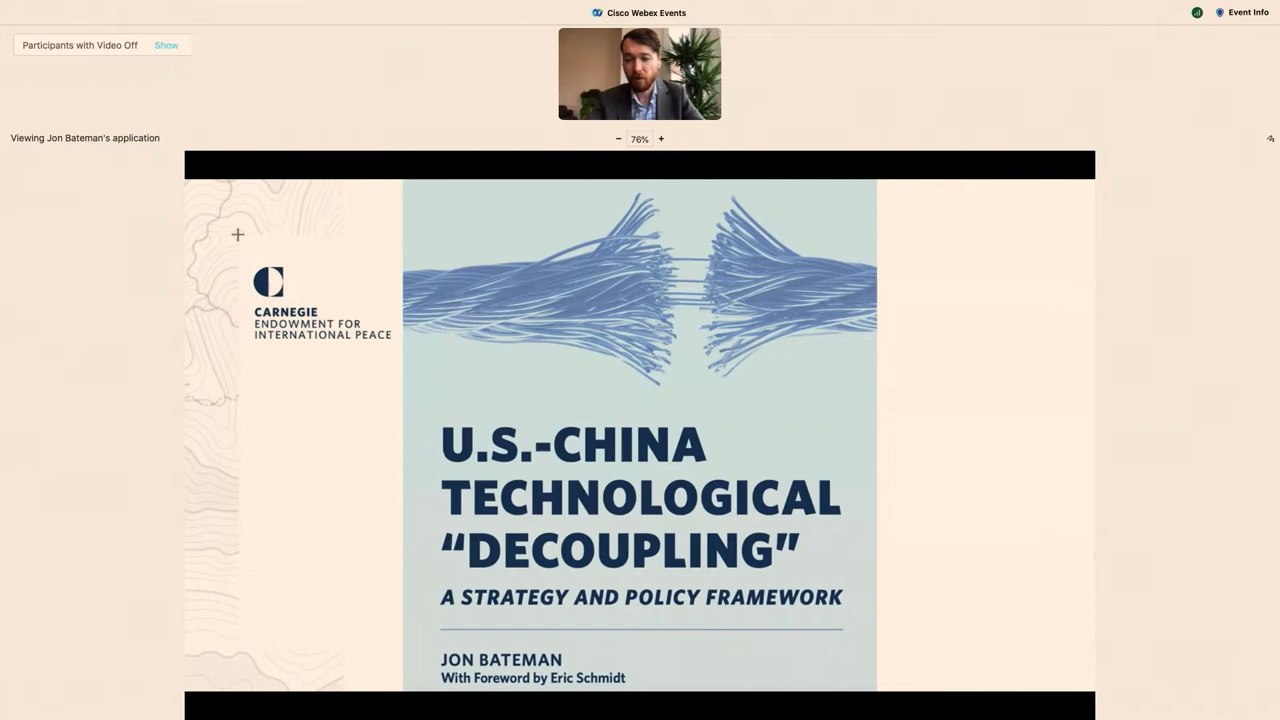 Cisco Webex Events
Event Info
Participants with Video Off Show
Viewing Jon Bateman's application
− 76% +
CARNEGIE
ENDOWMENT FOR
INTERNATIONAL PEACE
U.S.-CHINA
TECHNOLOGICAL
“DECOUPLING”
A STRATEGY AND POLICY FRAMEWORK
JON BATEMAN
With Foreword by Eric Schmidt